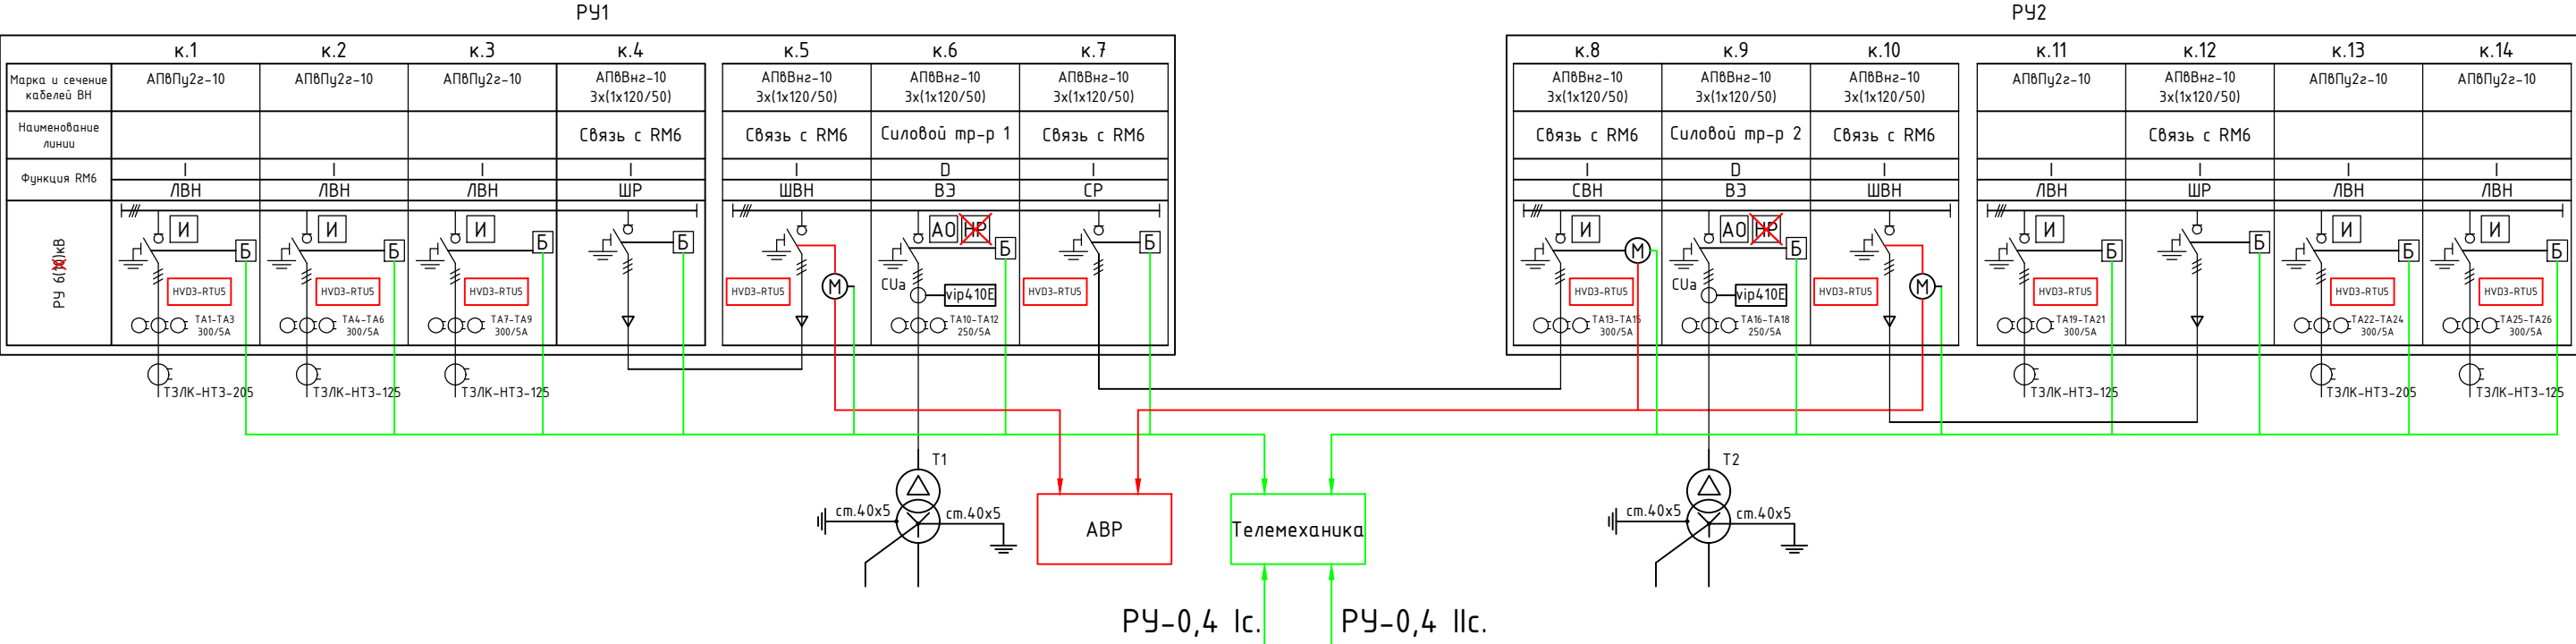 РУ1
РУ2
к.1 к.2 к.3 к.4 к.5 к.6 к.7
к.8 к.9 к.10 к.11 к.12 к.13 к.14
Марка и сечение
кабелей ВН
АПвПу2г-10 АПвПу2г-10 АПвПу2г-10
АПвВнг-10 АПвВнг-10 АПвВнг-10 АПвВнг-10
3х(1х120/50) 3х(1х120/50) 3х(1х120/50) 3х(1х120/50)
АПвВнг-10 АПвВнг-10 АПвВнг-10
3х(1х120/50) 3х(1х120/50) 3х(1х120/50)
АПвПу2г-10
АПвВнг-10
3х(1х120/50)
АПвПу2г-10 АПвПу2г-10
Наименование
линии
Связь с RM6 Связь с RM6 Силовой тр-р 1 Связь с RM6
Связь с RM6 Силовой тр-р 2 Связь с RM6 Связь с RM6
Функция RM6
I I I I I D I
I D I I I I I
ЛВН ЛВН ЛВН ШР ШВН ВЭ СР
СВН ВЭ ШВН ЛВН ШР ЛВН ЛВН
РУ 6(10)кВ
И Б И Б И Б Б М АО НР Б Б
И М АО НР Б М И Б Б И Б И Б
HVD3-RTU5 HVD3-RTU5 HVD3-RTU5 HVD3-RTU5 HVD3-RTU5
HVD3-RTU5 HVD3-RTU5 HVD3-RTU5 HVD3-RTU5 HVD3-RTU5
CUa vip410E
CUa vip410E
ТА1-ТА3
300/5А
ТА4-ТА6
300/5А
ТА7-ТА9
300/5А
ТА10-ТА12
250/5А
ТА13-ТА15
300/5А
ТА16-ТА18
250/5А
ТА19-ТА21
300/5А
ТА22-ТА24
300/5А
ТА25-ТА26
300/5А
ТЗЛК-НТЗ-205 ТЗЛК-НТЗ-125 ТЗЛК-НТЗ-125
ТЗЛК-НТЗ-125 ТЗЛК-НТЗ-205 ТЗЛК-НТЗ-125
Т1
Т2
ст.40х5 ст.40х5
ст.40х5 ст.40х5
АВР
Телемеханика
РУ-0,4 Iс.
РУ-0,4 IIс.